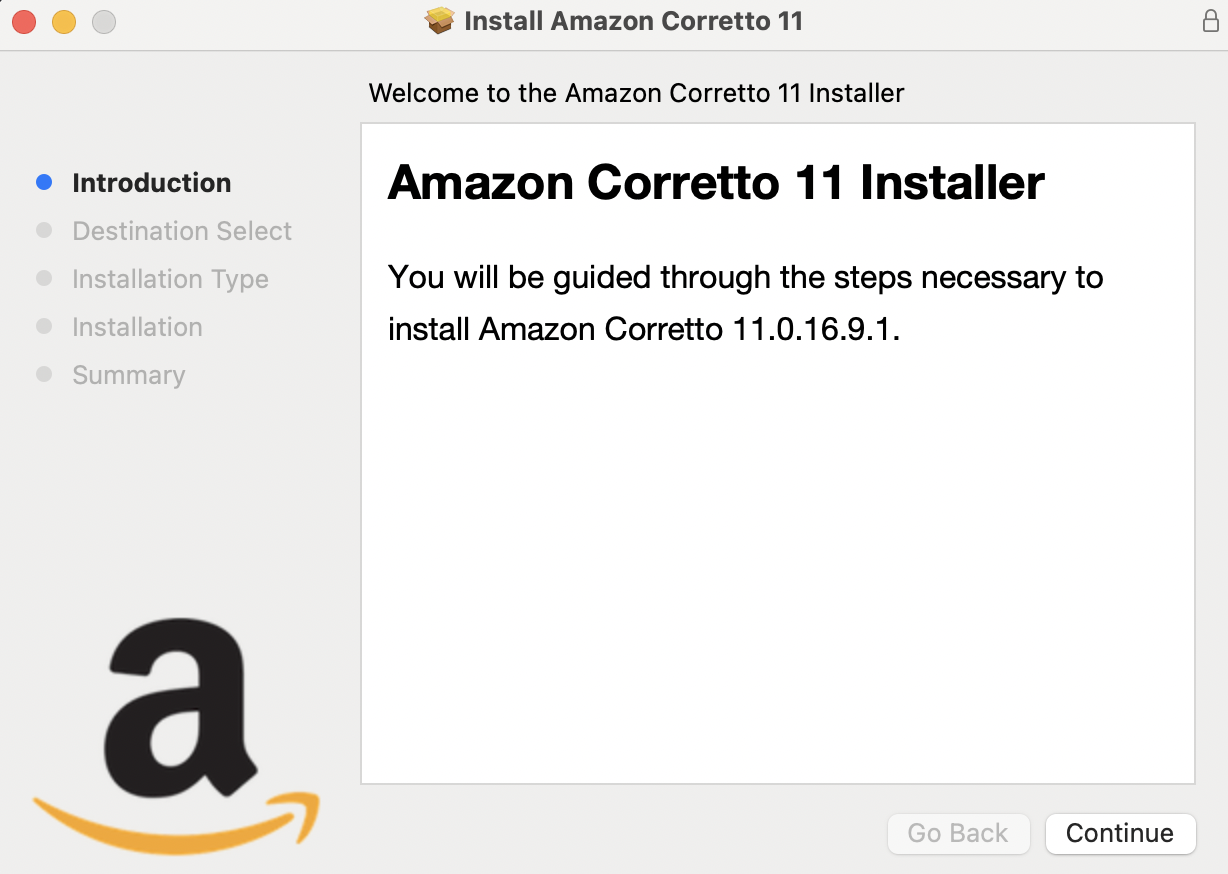 Install Amazon Corretto 11
Welcome to the Amazon Corretto 11 Installer
Introduction
Destination Select
Installation Type
Installation
Summary
Amazon Corretto 11 Installer
You will be guided through the steps necessary to
install Amazon Corretto 11.0.16.9.1.
a
Go Back
Continue